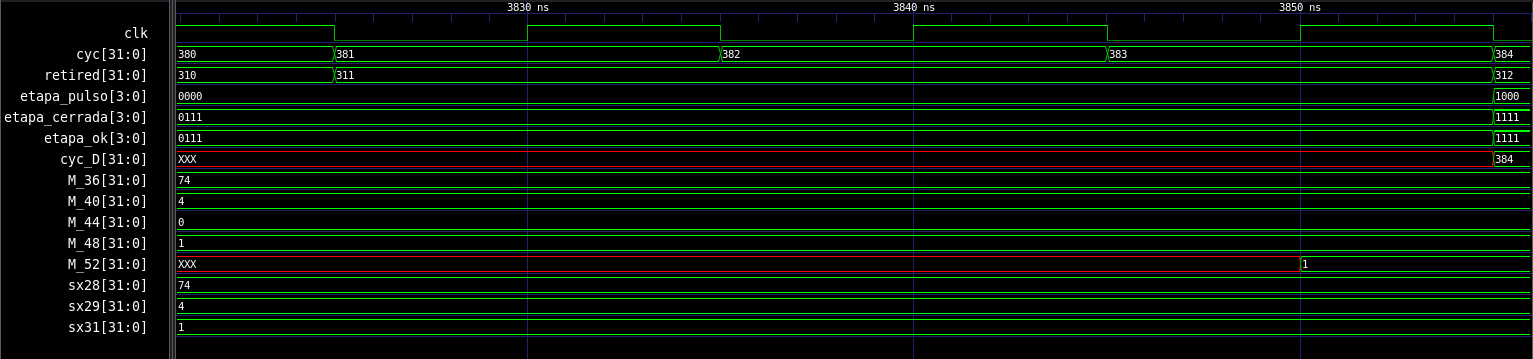 3830 ns 3840 ns 3850 ns
clk
cyc[31:0] 380 381 382 383 384
retired[31:0] 310 311 312
etapa_pulso[3:0] 0000 1000
etapa_cerrada[3:0] 0111 1111
etapa_ok[3:0] 0111 1111
cyc_D[31:0] XXX 384
M_36[31:0] 74
M_40[31:0] 4
M_44[31:0] 0
M_48[31:0] 1
M_52[31:0] XXX 1
sx28[31:0] 74
sx29[31:0] 4
sx31[31:0] 1